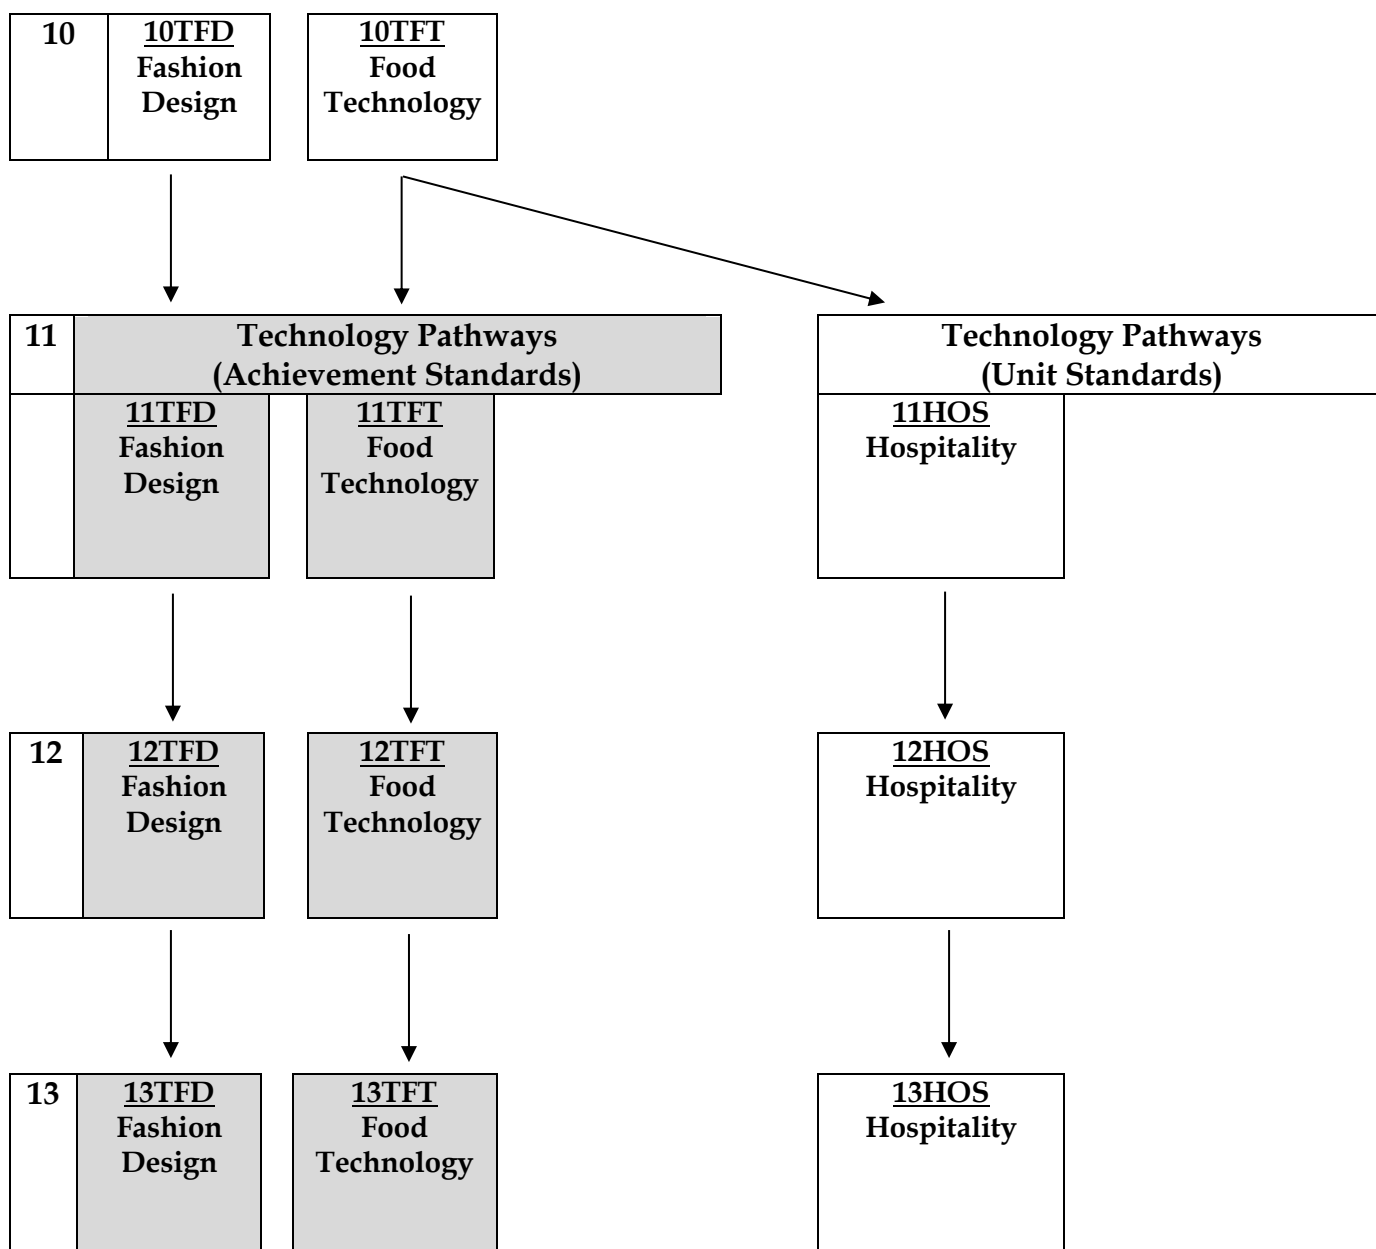 10
10TFD
Fashion
Design
10TFT
Food
Technology
11
Technology Pathways
(Achievement Standards)
Technology Pathways
(Unit Standards)
11TFD
Fashion
Design
11TFT
Food
Technology
11HOS
Hospitality
12
12TFD
Fashion
Design
12TFT
Food
Technology
12HOS
Hospitality
13
13TFD
Fashion
Design
13TFT
Food
Technology
13HOS
Hospitality